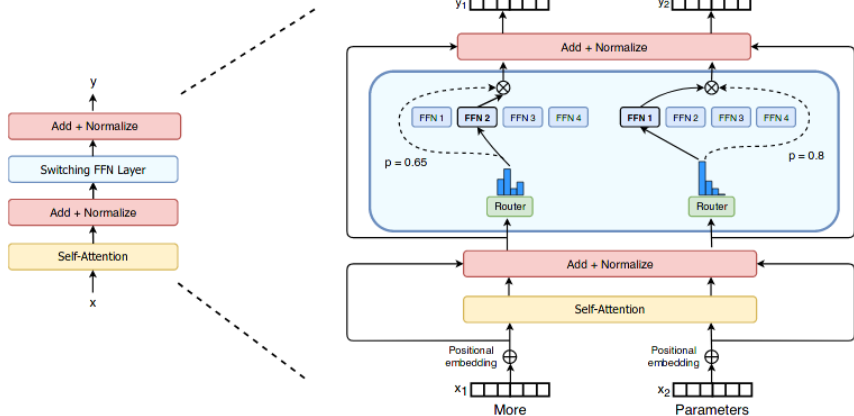 y
Add + Normalize
Switching FFN Layer
Add + Normalize
Self-Attention
x
y1 y2
Add + Normalize
FFN 1 FFN 2 FFN 3 FFN 4 FFN 1 FFN 2 FFN 3 FFN 4
p = 0.65 p = 0.8
Router Router
Add + Normalize
Self-Attention
Positional Positional
embedding embedding
x1 x2
More Parameters